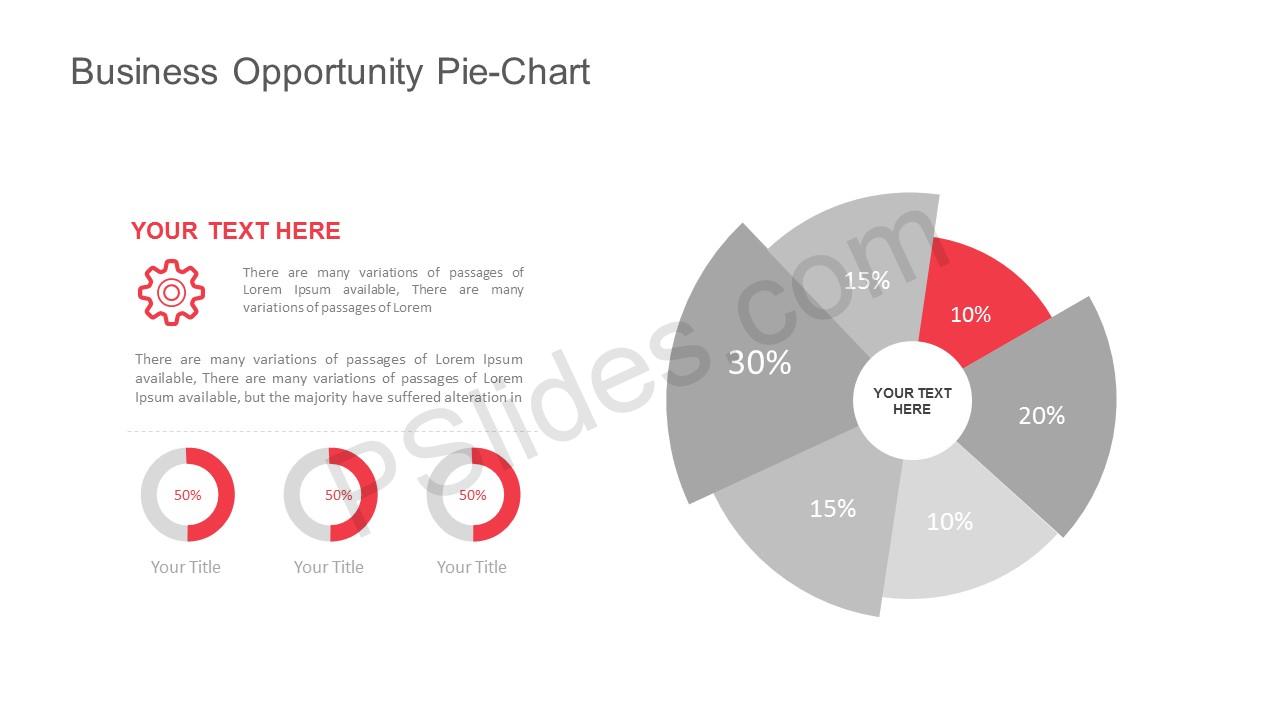 Business Opportunity Pie-Chart
YOUR TEXT HERE
There are many variations of passages of
Lorem Ipsum available, There are many
variations of passages of Lorem
There are many variations of passages of Lorem Ipsum
available, There are many variations of passages of Lorem
Ipsum available, but the majority have suffered alteration in
50%
50%
50%
Your Title
Your Title
Your Title
15%
10%
30%
20%
15%
10%
YOUR TEXT
HERE
PSlides.com